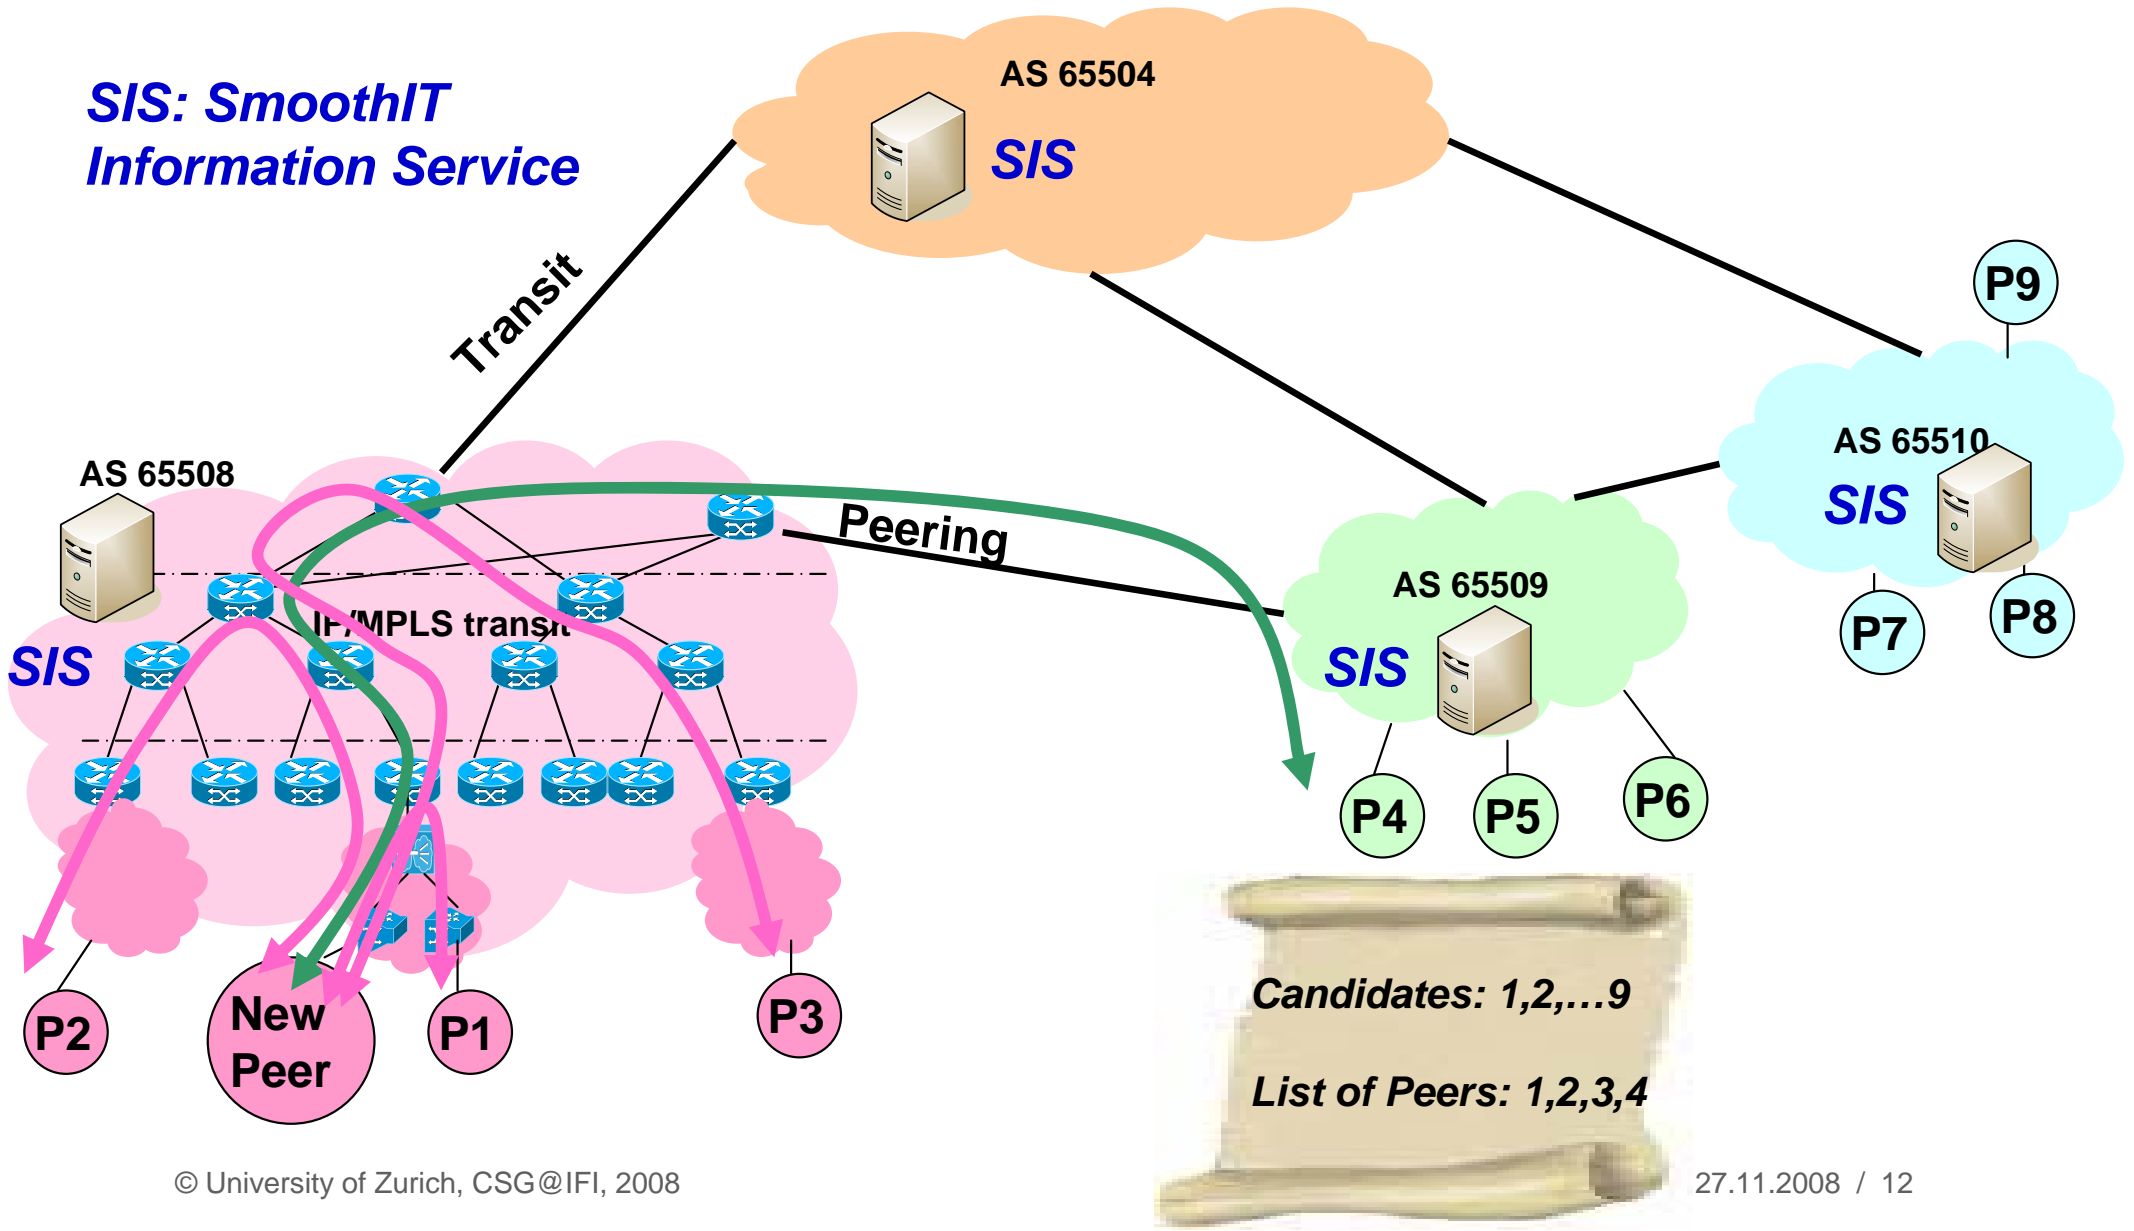 AS 65504
SIS: SmoothIT
Information Service
SIS
Transit
P9
AS 65508
AS 65510
SIS
Peering
AS 65509
IP/MPLS transit
SIS
SIS
P7
P8
P4
P5
P6
Candidates: 1,2,…9
List of Peers: 1,2,3,4
P2
New
Peer
P1
P3
© University of Zurich, CSG@IFI, 2008
27.11.2008 / 12